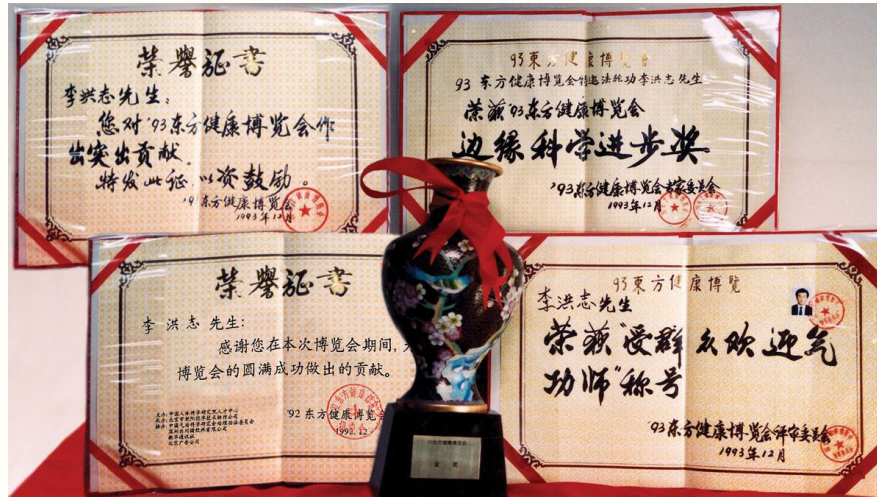 荣誉证书
李洪志先生:
您对'93东方健康博览会作
出突出贡献.
特发此证 以资鼓励。
东方健康博览会
1993年12月
93東方健康博览會
93 东方健康博览会
法轮功李洪志先生
荣获'93东方健康博览会
边缘科学进步奖
'93东方健康博览会专家委员会
1993年12月
荣誉证书
李洪志先生:
感谢您在本次博览会期间,
博览会的圆满成功做出的贡献。
'92东方健康博览会
1992.12
93東方健康博览
李洪志先生
荣获"受群众欢迎气
功师"称号
'93东方健康博览会评审委员会
1993年12月
金奖